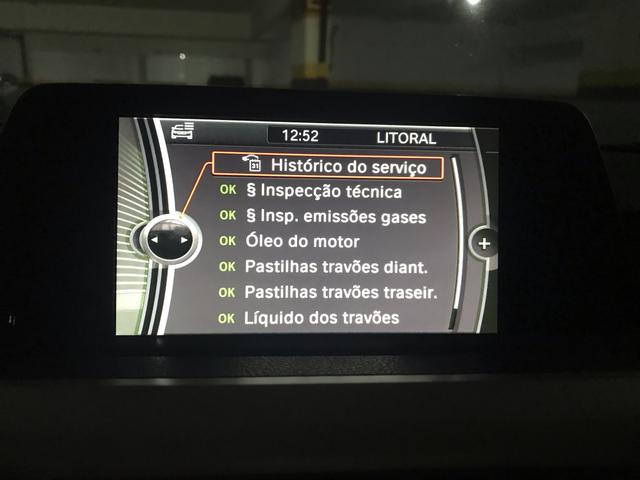 12:52 LITORAL
31 Histórico do serviço
OK § Inspecção técnica
OK § Insp. emissões gases
OK Óleo do motor
OK Pastilhas travões diant.
OK Pastilhas travões traseir.
OK Líquido dos travões